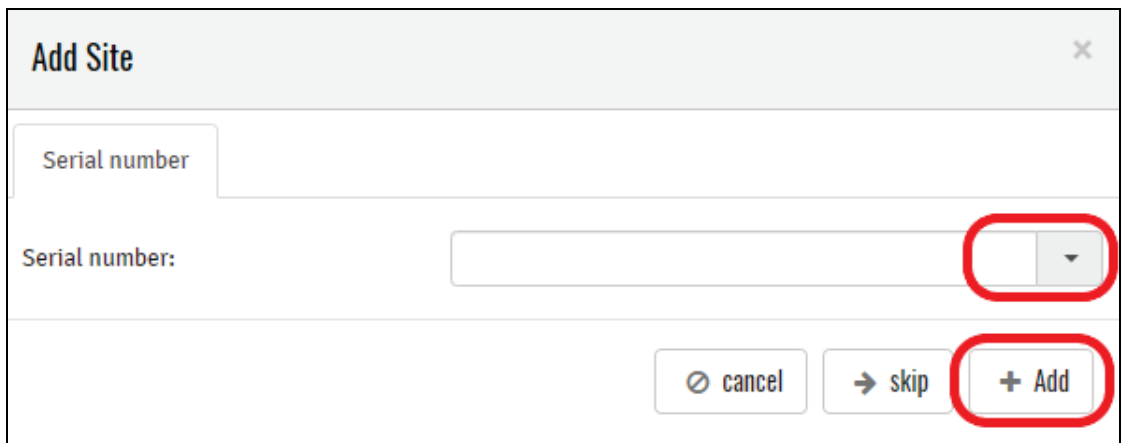 Add Site
Serial number
Serial number:
cancel skip Add